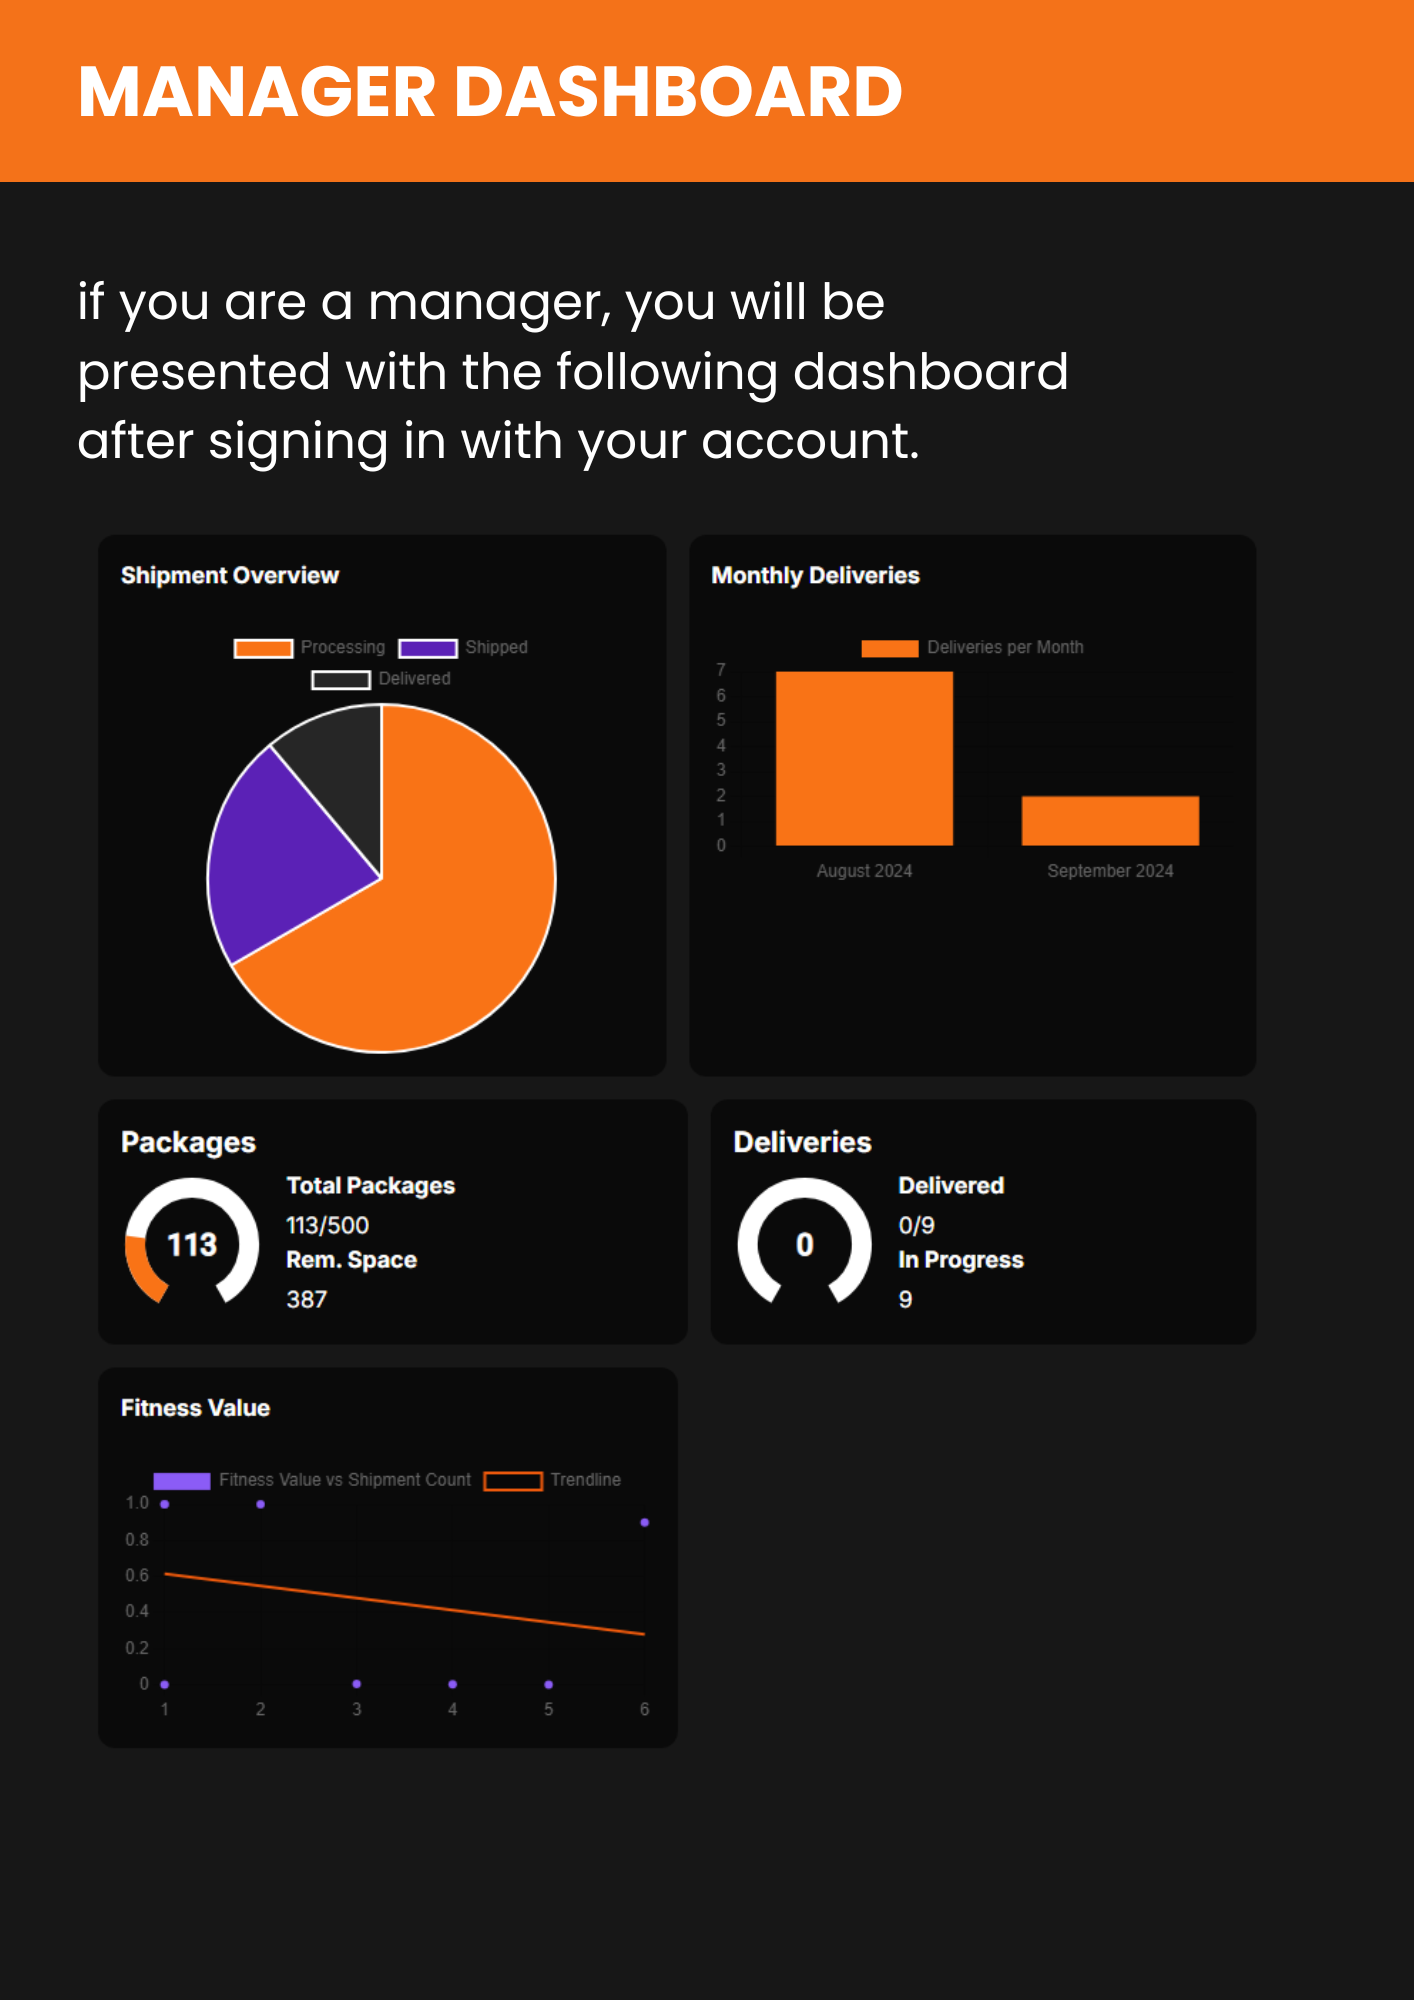 MANAGER DASHBOARD
if you are a manager, you will be
presented with the following dashboard
after signing in with your account.
Shipment Overview
Processing Shipped
Delivered
Monthly Deliveries
Deliveries per Month
7
6
5
4
3
2
1
0
August 2024 September 2024
Packages
113
Total Packages
113/500
Rem. Space
387
Deliveries
0
Delivered
0/9
In Progress
9
Fitness Value
Fitness Value vs Shipment Count Trendline
1.0
0.8
0.6
0.4
0.2
0
1 2 3 4 5 6